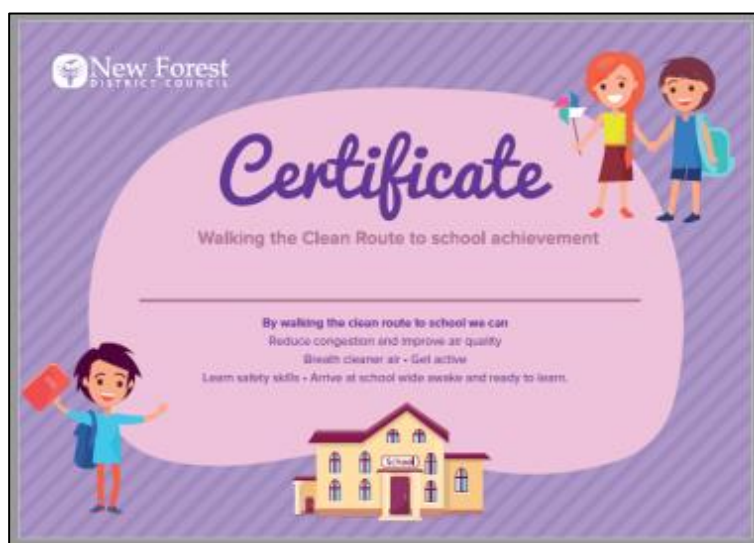 New Forest
DISTRICT COUNCIL
Certificate
Walking the Clean Route to school achievement
By walking the clean route to school we can
Reduce congestion and improve air quality
Breath cleaner air • Get active
Learn safety skills • Arrive at school wide awake and ready to learn.
School